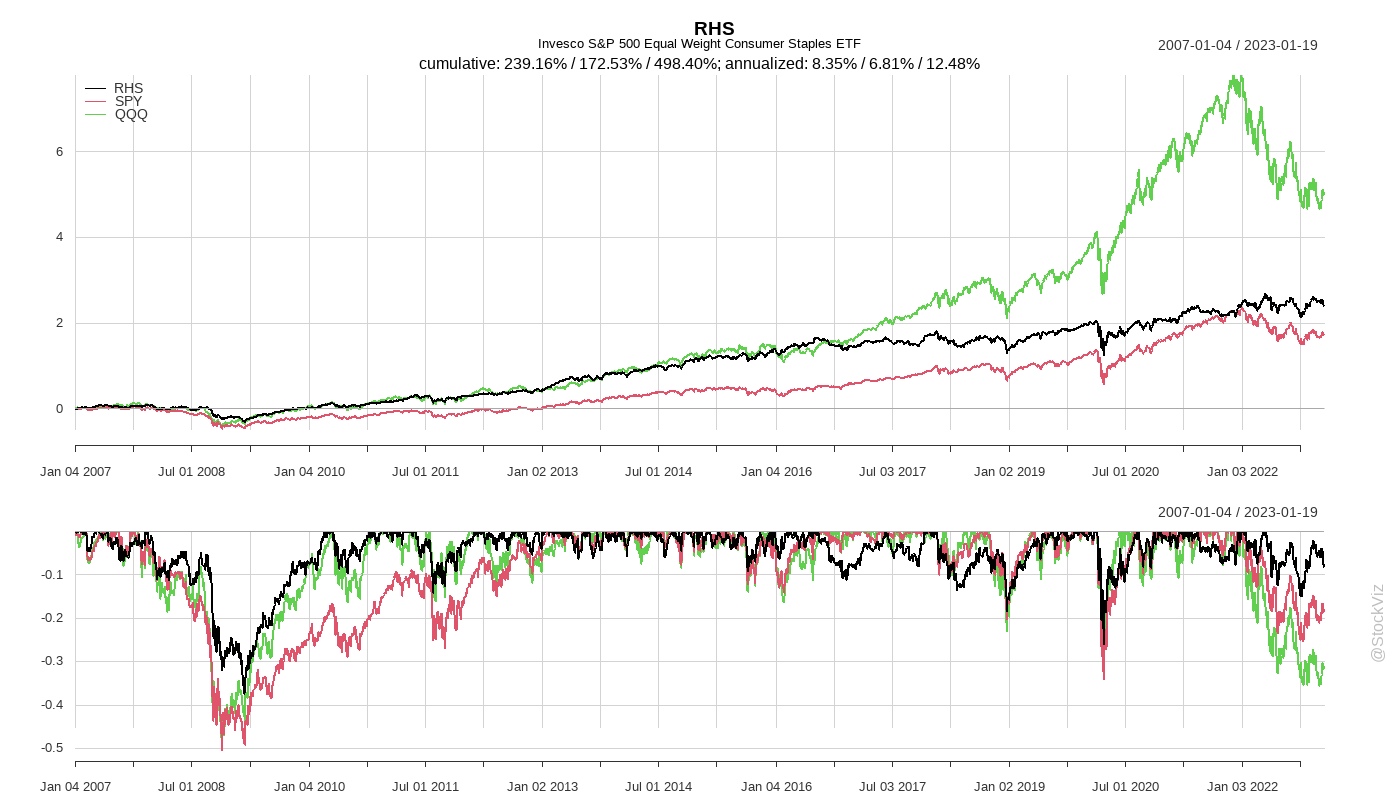 RHS
Invesco S&P 500 Equal Weight Consumer Staples ETF
2007-01-04 / 2023-01-19
cumulative: 239.16% / 172.53% / 498.40%; annualized: 8.35% / 6.81% / 12.48%
RHS
SPY
QQQ
6
4
2
0
Jan 04 2007 Jul 01 2008 Jan 04 2010 Jul 01 2011 Jan 02 2013 Jul 01 2014 Jan 04 2016 Jul 03 2017 Jan 02 2019 Jul 01 2020 Jan 03 2022
2007-01-04 / 2023-01-19
-0.1
-0.2
-0.3
-0.4
-0.5
Jan 04 2007 Jul 01 2008 Jan 04 2010 Jul 01 2011 Jan 02 2013 Jul 01 2014 Jan 04 2016 Jul 03 2017 Jan 02 2019 Jul 01 2020 Jan 03 2022
@StockViz